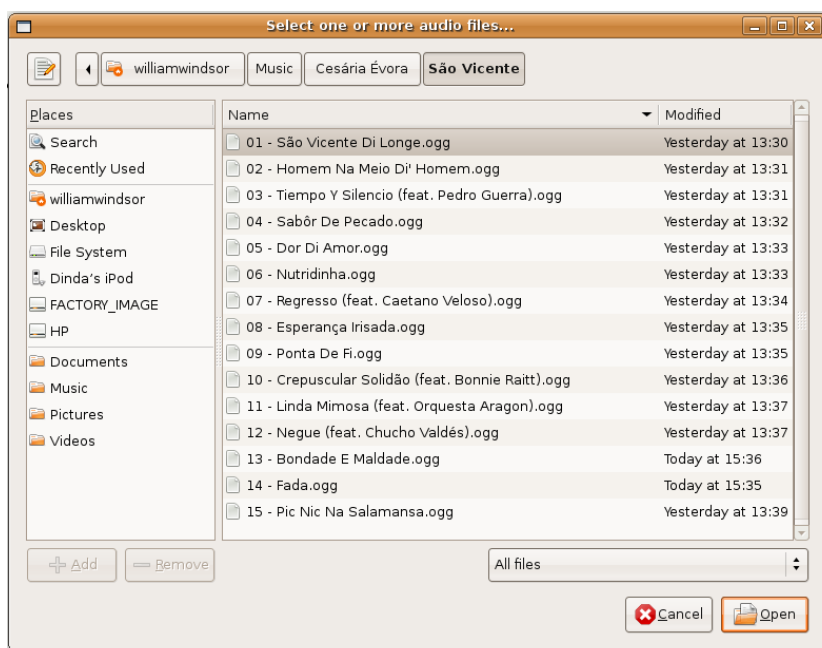 Select one or more audio files...
williamwindsor Music Cesária Évora São Vicente
Places
Search
Recently Used
williamwindsor
Desktop
File System
Dinda's iPod
FACTORY_IMAGE
HP
Documents
Music
Pictures
Videos
Name Modified
01 - São Vicente Di Longe.ogg Yesterday at 13:30
02 - Homem Na Meio Di' Homem.ogg Yesterday at 13:31
03 - Tiempo Y Silencio (feat. Pedro Guerra).ogg Yesterday at 13:31
04 - Sabôr De Pecado.ogg Yesterday at 13:32
05 - Dor Di Amor.ogg Yesterday at 13:33
06 - Nutridinha.ogg Yesterday at 13:33
07 - Regresso (feat. Caetano Veloso).ogg Yesterday at 13:34
08 - Esperança Irisada.ogg Yesterday at 13:35
09 - Ponta De Fi.ogg Yesterday at 13:35
10 - Crepuscular Solidão (feat. Bonnie Raitt).ogg Yesterday at 13:36
11 - Linda Mimosa (feat. Orquesta Aragon).ogg Yesterday at 13:37
12 - Negue (feat. Chucho Valdés).ogg Yesterday at 13:37
13 - Bondade E Maldade.ogg Today at 15:36
14 - Fada.ogg Today at 15:35
15 - Pic Nic Na Salamansa.ogg Yesterday at 13:39
Add Remove All files
Cancel Open